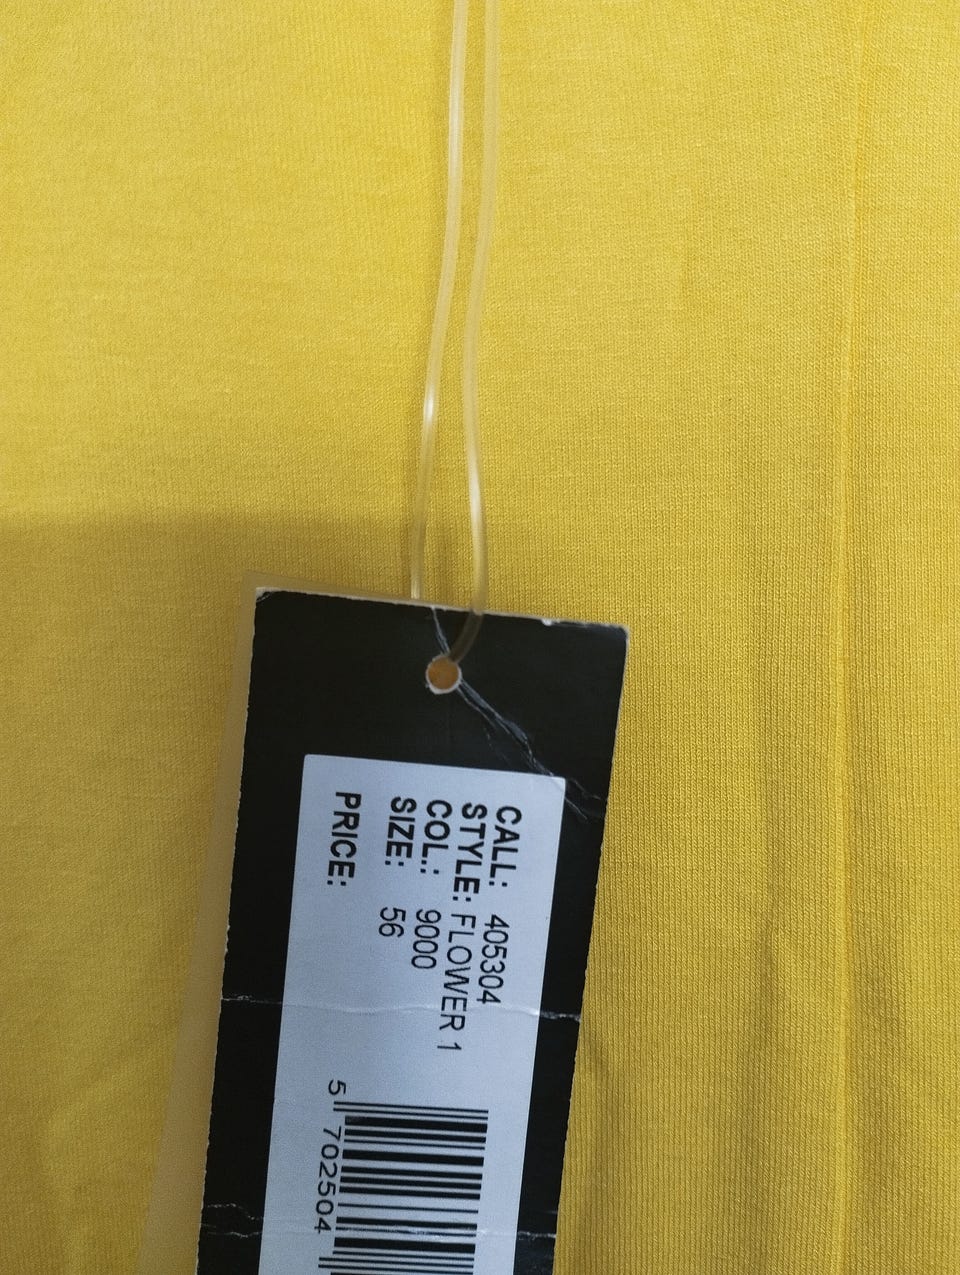 CALL: 405304
STYLE: FLOWER 1
COL.: 9000
SIZE: 56
PRICE:
5 702504